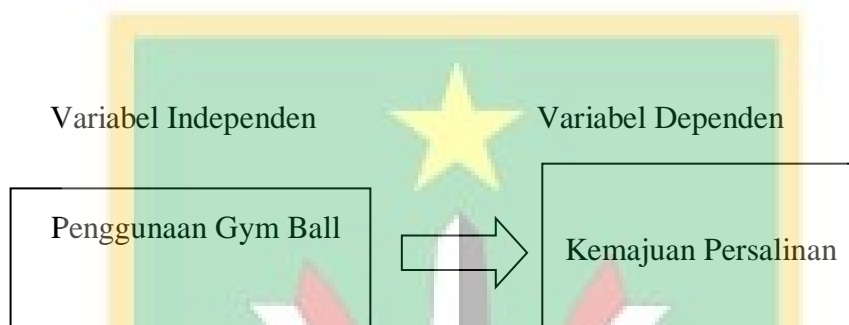 Variabel Independen
Variabel Dependen
Penggunaan Gym Ball
Kemajuan Persalinan